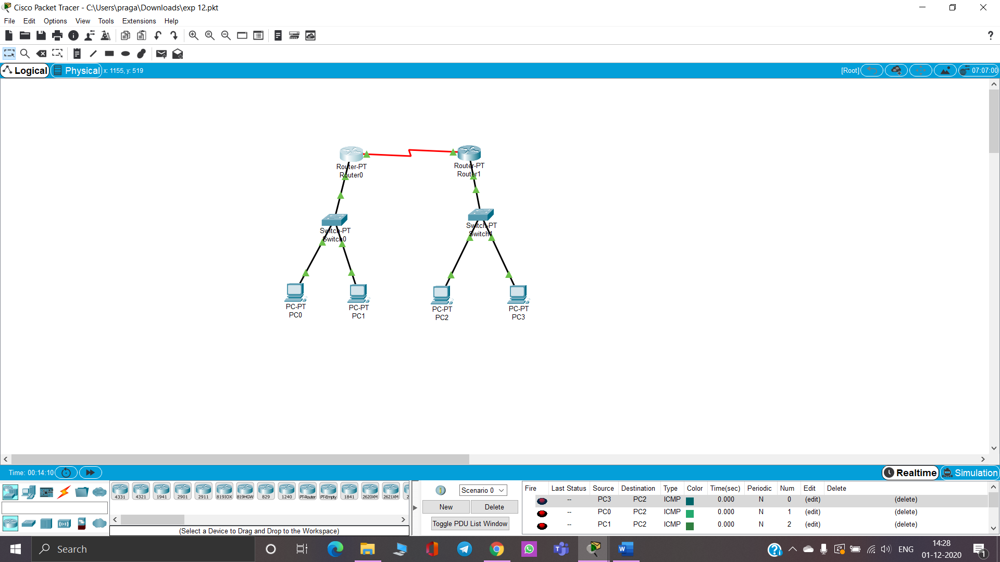 Cisco Packet Tracer - C:\Users\praga\Downloads\exp 12.pkt
File Edit Options View Tools Extensions Help
Logical Physical x: 1155, y: 519 [Root] 07:07:00
Router-PT
Router0
Router-PT
Router1
Switch-PT
Switch0
Switch-PT
Switch1
PC-PT
PC0
PC-PT
PC1
PC-PT
PC2
PC-PT
PC3
Time: 00:14:10 Realtime Simulation
4331 4321 1941 2901 2911 819IOX 819HGW 829 1240 PT-Router PT-Empty 1841 2620XM 2621XM
(Select a Device to Drag and Drop to the Workspace)
Scenario 0
New Delete
Toggle PDU List Window
Fire Last Status Source Destination Type Color Time(sec) Periodic Num Edit Delete
-- PC3 PC2 ICMP 0.000 N 0 (edit) (delete)
-- PC0 PC2 ICMP 0.000 N 1 (edit) (delete)
-- PC1 PC2 ICMP 0.000 N 2 (edit) (delete)
Search
ENG
14:28
01-12-2020
1